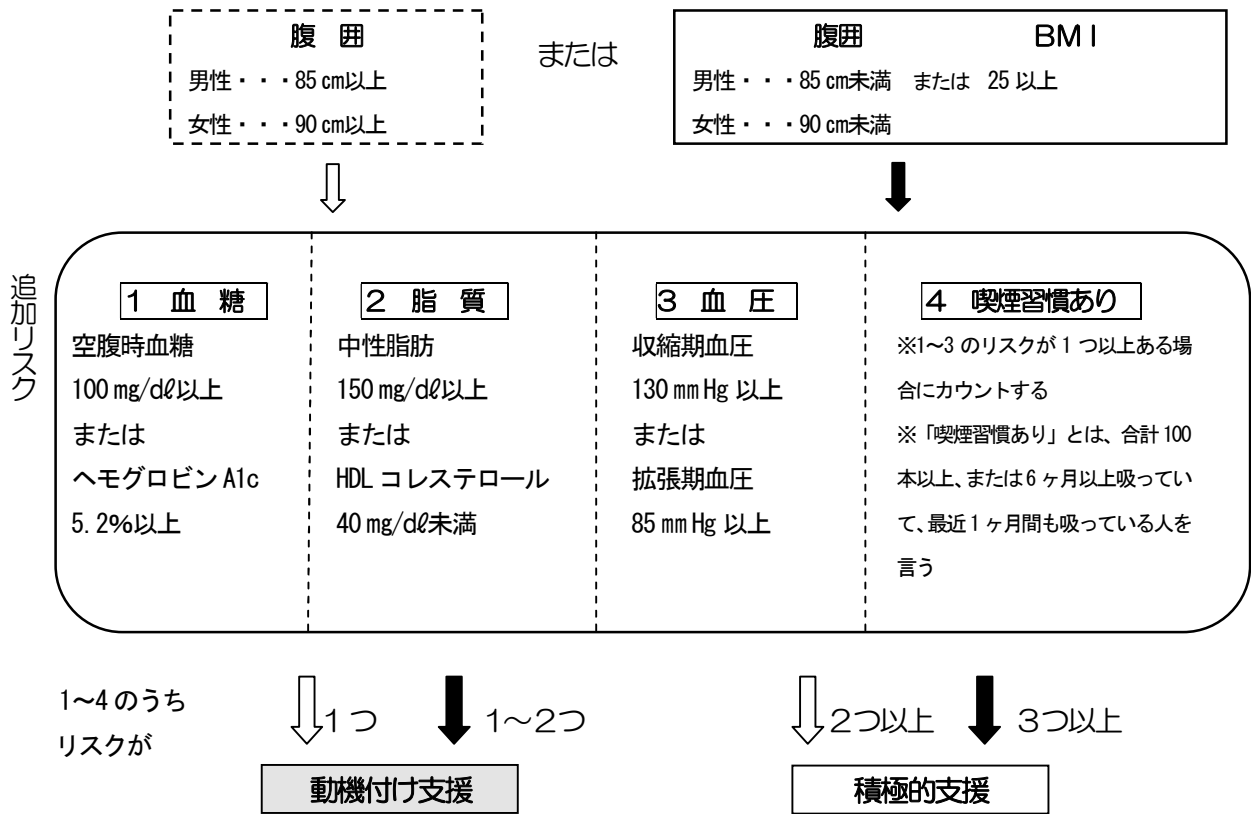 腹 囲
男性・・・85 cm以上
女性・・・90 cm以上
または
腹囲 BMI
男性・・・85 cm未満 または 25 以上
女性・・・90 cm未満
追加リスク
1 血 糖
空腹時血糖
100 mg/dℓ以上
または
ヘモグロビン A1c
5.2%以上
2 脂 質
中性脂肪
150 mg/dℓ以上
または
HDL コレステロール
40 mg/dℓ未満
3 血 圧
収縮期血圧
130 mm Hg 以上
または
拡張期血圧
85 mm Hg 以上
4 喫煙習慣あり
※1~3 のリスクが 1 つ以上ある場
合にカウントする
※「喫煙習慣あり」とは、合計 100
本以上、または 6 ヶ月以上吸ってい
て、最近 1 ヶ月間も吸っている人を
言う
1~4 のうち
リスクが
1つ
1~2つ
2つ以上
3つ以上
動機付け支援
積極的支援